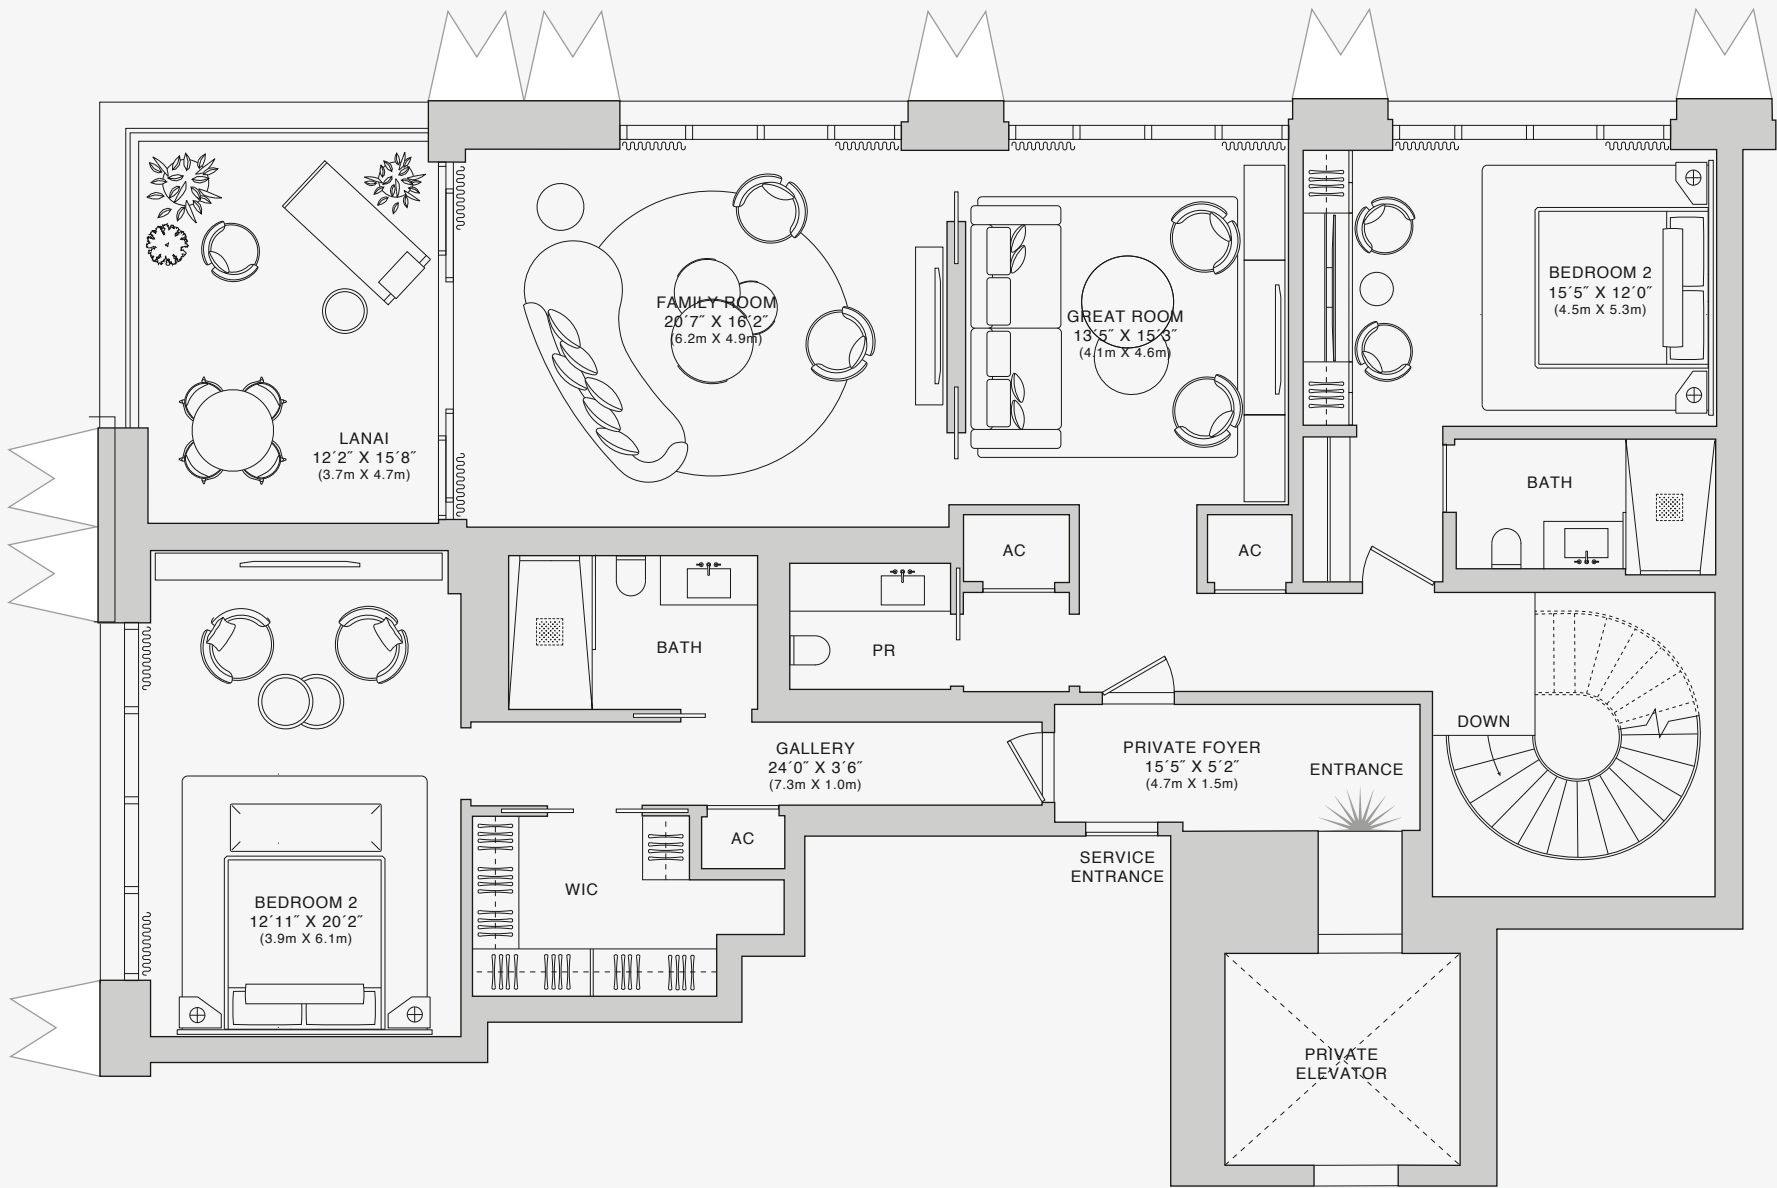 LANAI
12´2˝ X 15´8˝
(3.7m X 4.7m)
FAMILY ROOM
20´7˝ X 16´2˝
(6.2m X 4.9m)
GREAT ROOM
13´5˝ X 15´3˝
(4.1m X 4.6m)
BEDROOM 2
15´5˝ X 12´0˝
(4.5m X 5.3m)
BATH
AC
AC
BATH
PR
DOWN
GALLERY
24´0˝ X 3´6˝
(7.3m X 1.0m)
PRIVATE FOYER
15´5˝ X 5´2˝
(4.7m X 1.5m)
ENTRANCE
AC
SERVICE
ENTRANCE
WIC
BEDROOM 2
12´11˝ X 20´2˝
(3.9m X 6.1m)
PRIVATE
ELEVATOR